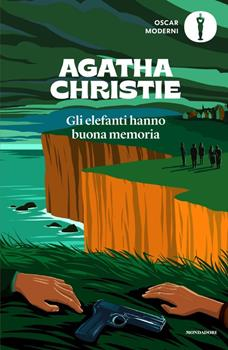 OSCAR
MODERNI
AGATHA
CHRISTIE
Gli elefanti hanno
buona memoria
MONDADORI